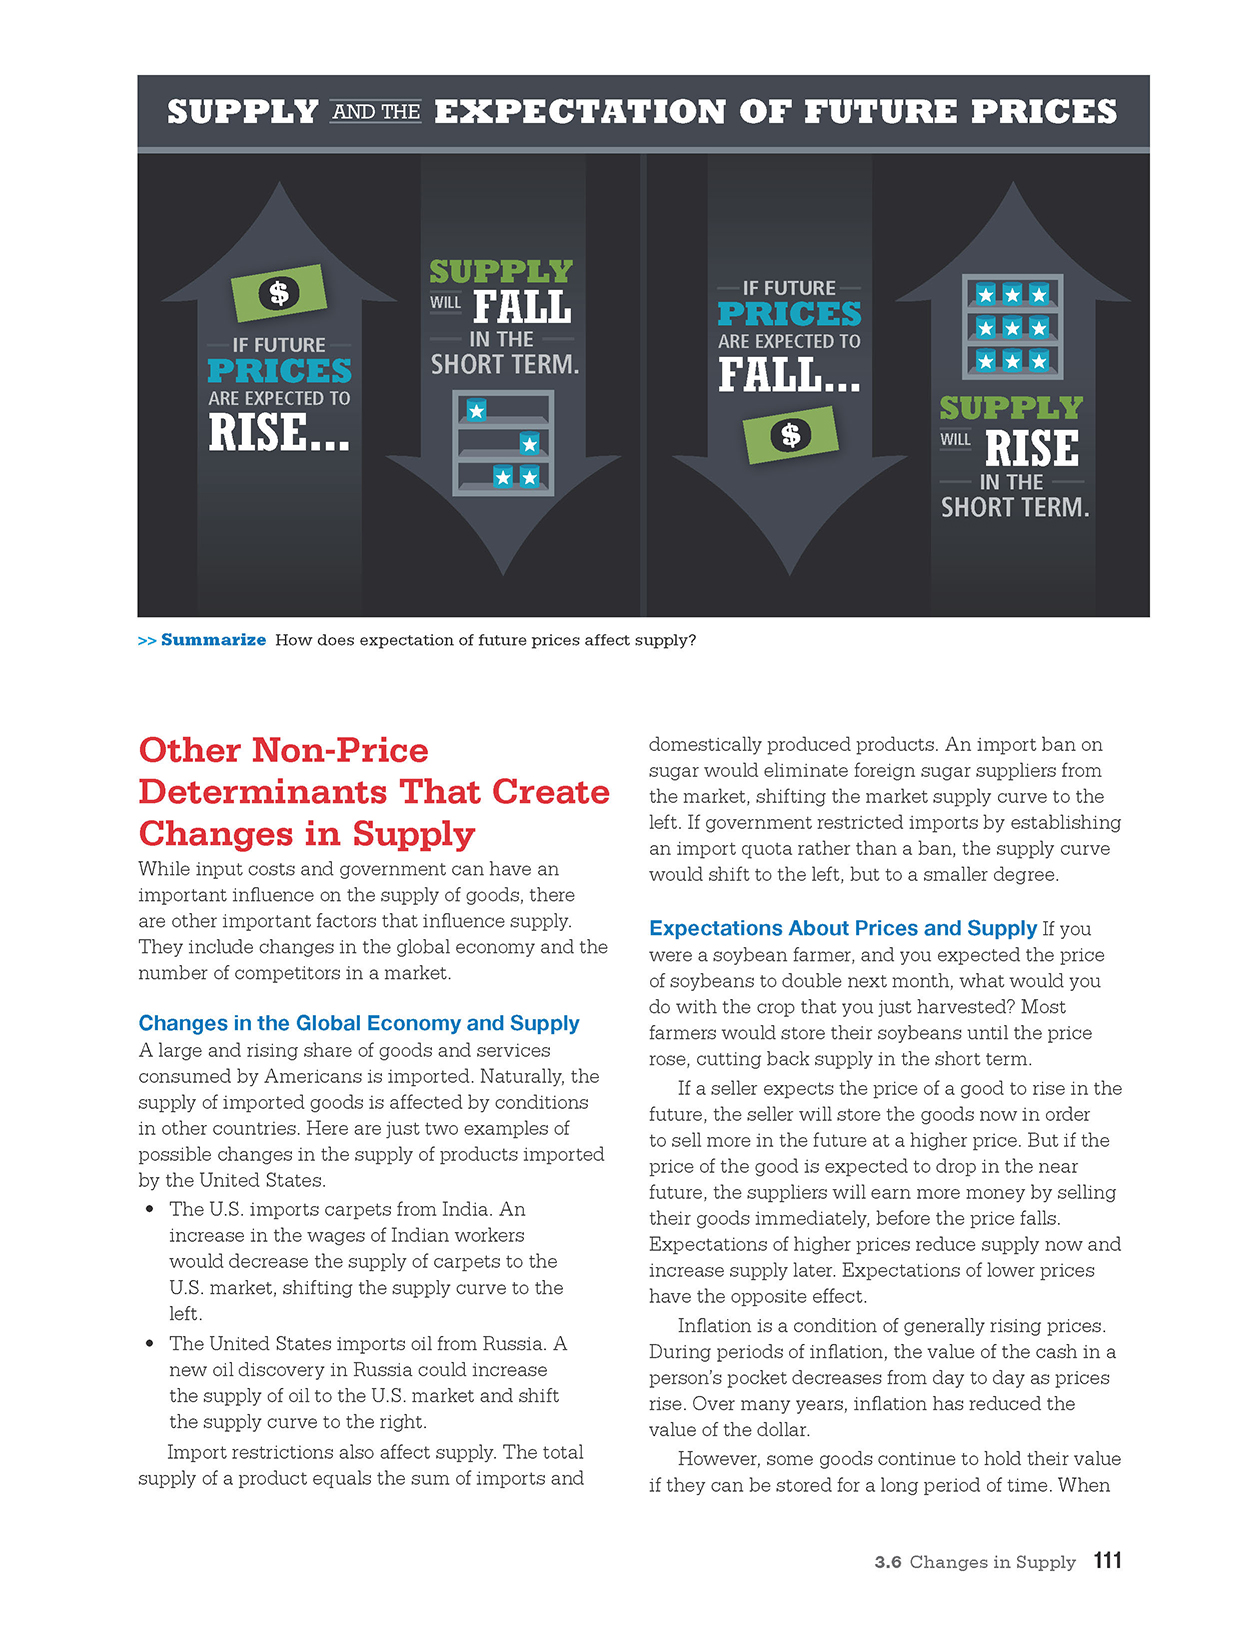 SUPPLY AND THE EXPECTATION OF FUTURE PRICES
$
IF FUTURE
PRICES
ARE EXPECTED TO
RISE...
SUPPLY
WILL FALL
IN THE
SHORT TERM.
IF FUTURE
PRICES
ARE EXPECTED TO
FALL...
$
SUPPLY
WILL RISE
IN THE
SHORT TERM.
>> Summarize How does expectation of future prices affect supply?
Other Non-Price
Determinants That Create
Changes in Supply
While input costs and government can have an
important influence on the supply of goods, there
are other important factors that influence supply.
They include changes in the global economy and the
number of competitors in a market.
Changes in the Global Economy and Supply
A large and rising share of goods and services
consumed by Americans is imported. Naturally, the
supply of imported goods is affected by conditions
in other countries. Here are just two examples of
possible changes in the supply of products imported
by the United States.
• The U.S. imports carpets from India. An
increase in the wages of Indian workers
would decrease the supply of carpets to the
U.S. market, shifting the supply curve to the
left.
• The United States imports oil from Russia. A
new oil discovery in Russia could increase
the supply of oil to the U.S. market and shift
the supply curve to the right.
Import restrictions also affect supply. The total
supply of a product equals the sum of imports and
domestically produced products. An import ban on
sugar would eliminate foreign sugar suppliers from
the market, shifting the market supply curve to the
left. If government restricted imports by establishing
an import quota rather than a ban, the supply curve
would shift to the left, but to a smaller degree.
Expectations About Prices and Supply If you
were a soybean farmer, and you expected the price
of soybeans to double next month, what would you
do with the crop that you just harvested? Most
farmers would store their soybeans until the price
rose, cutting back supply in the short term.
If a seller expects the price of a good to rise in the
future, the seller will store the goods now in order
to sell more in the future at a higher price. But if the
price of the good is expected to drop in the near
future, the suppliers will earn more money by selling
their goods immediately, before the price falls.
Expectations of higher prices reduce supply now and
increase supply later. Expectations of lower prices
have the opposite effect.
Inflation is a condition of generally rising prices.
During periods of inflation, the value of the cash in a
person's pocket decreases from day to day as prices
rise. Over many years, inflation has reduced the
value of the dollar.
However, some goods continue to hold their value
if they can be stored for a long period of time. When
3.6 Changes in Supply 111